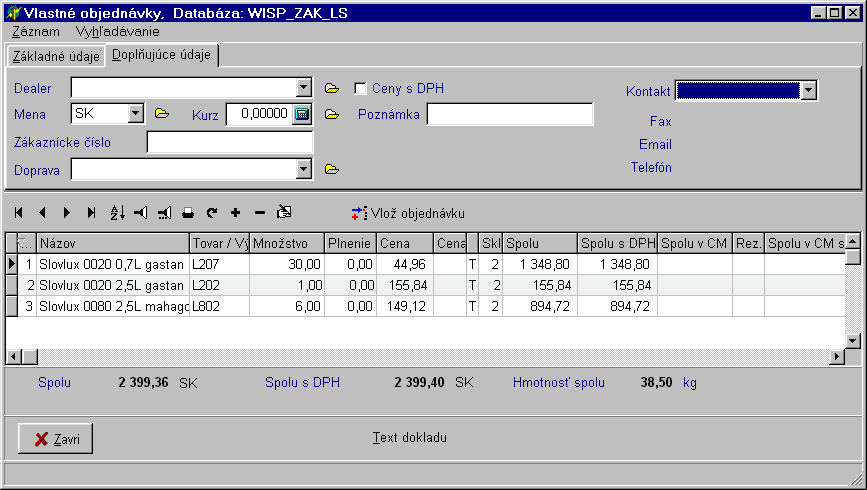 Vlastné objednávky, Databáza: WISP_ZAK_LS
Záznam Vyhľadávanie
Základné údaje Doplňujúce údaje
Dealer Ceny s DPH Kontakt
Mena SK Kurz 0,00000 Poznámka Fax
Zákaznícke číslo Email
Doprava Telefón
Vlož objednávku
Názov Tovar / Vý Množstvo Plnenie Cena Cena Skl Spolu Spolu s DPH Spolu v CM Rez. Spolu v CM s
1 Slovlux 0020 0,7L gastan L207 30,00 0,00 44,96 T 2 1 348,80 1 348,80
2 Slovlux 0020 2,5L gastan L202 1,00 0,00 155,84 T 2 155,84 155,84
3 Slovlux 0080 2,5L mahago L802 6,00 0,00 149,12 T 2 894,72 894,72
Spolu 2 399,36 SK Spolu s DPH 2 399,40 SK Hmotnosť spolu 38,50 kg
Zavri Text dokladu